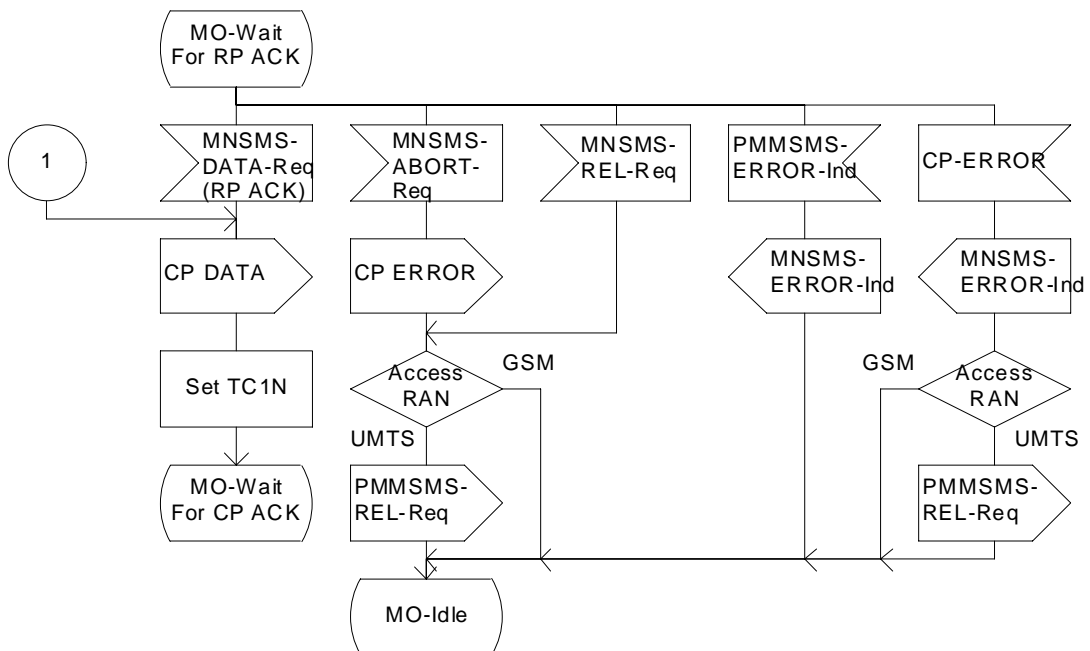 MO-Wait
For RP ACK
1
MNSMS-
DATA-Req
(RP ACK)
MNSMS-
ABORT-
Req
MNSMS-
REL-Req
PMMSMS-
ERROR-Ind
CP-ERROR
CP DATA
CP ERROR
MNSMS-
ERROR-Ind
MNSMS-
ERROR-Ind
Set TC1N
Access
RAN
GSM
UMTS
GSM
Access
RAN
UMTS
MO-Wait
For CP ACK
PMMSMS-
REL-Req
PMMSMS-
REL-Req
MO-Idle